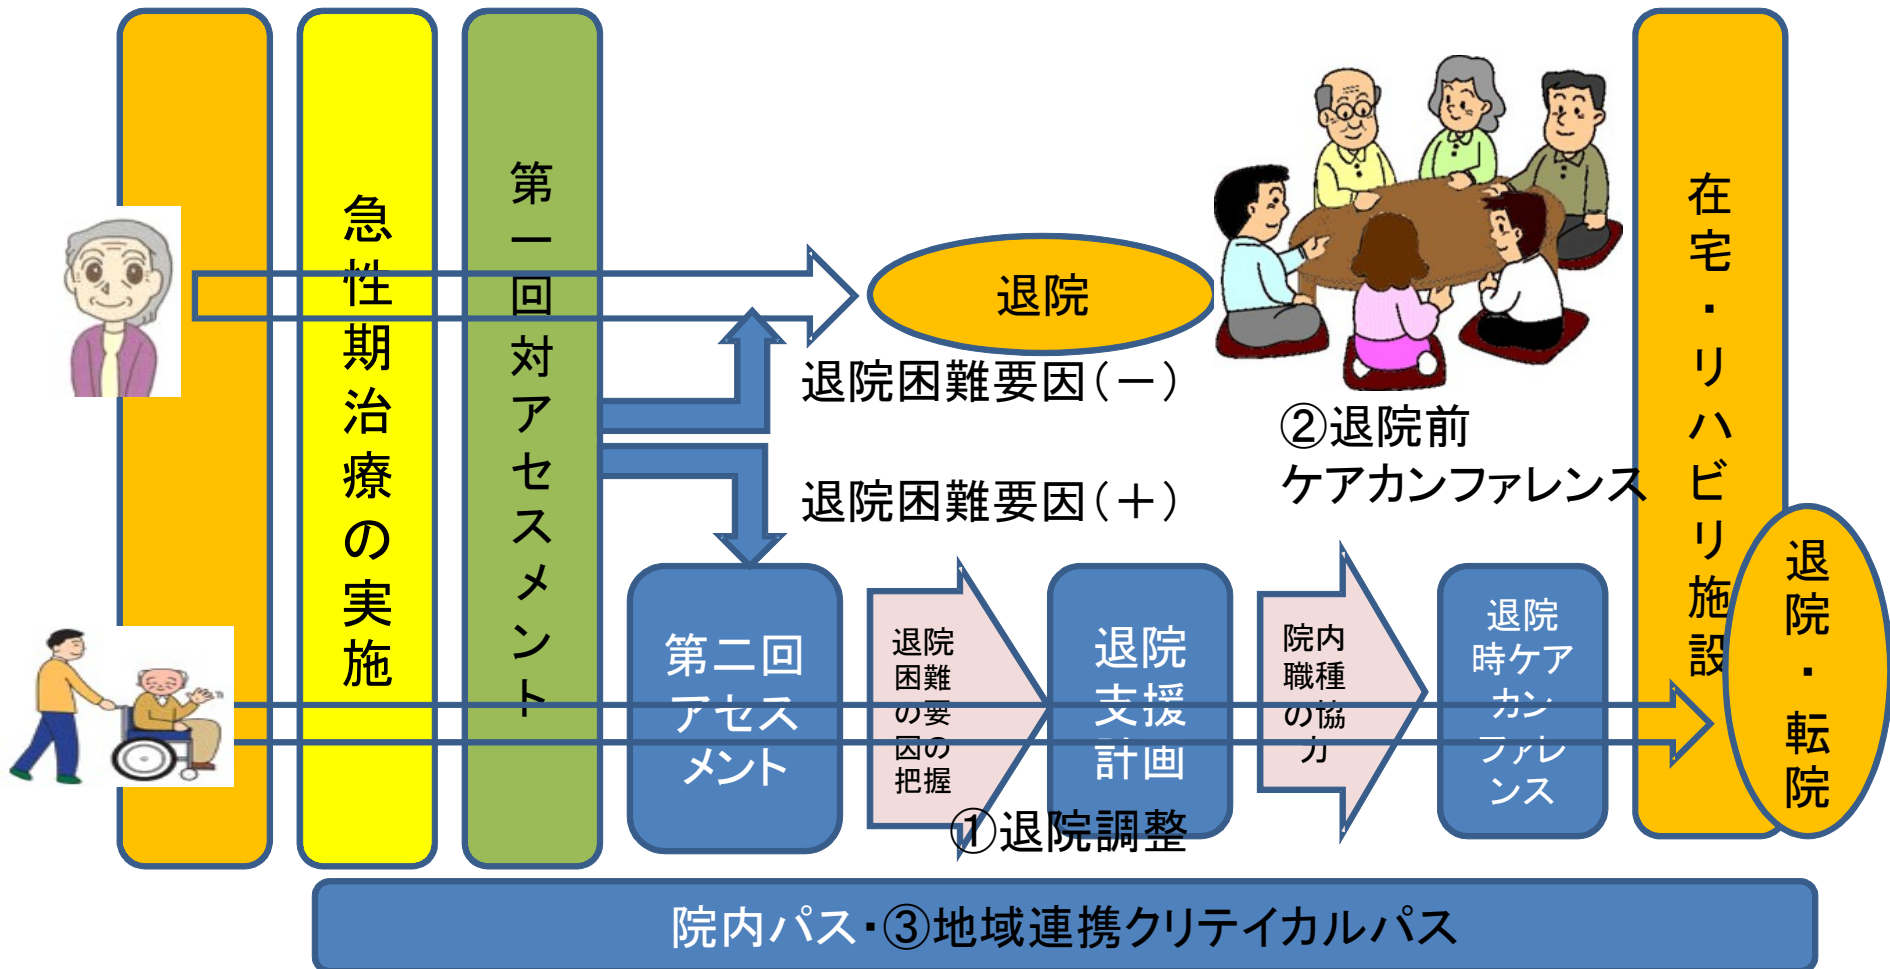 急性期治療の実施
第一回対アセスメント
退院
退院困難要因(－)
退院困難要因(＋)
②退院前
ケアカンファレンス
第二回
アセス
メント
退院
困難
の要
因の
把握
退院
支援
計画
①退院調整
院内
職種
の協
力
退院
時ケア
カン
ファレ
ンス
在宅・リハビリ施設
退院・転院
院内パス・③地域連携クリテイカルパス